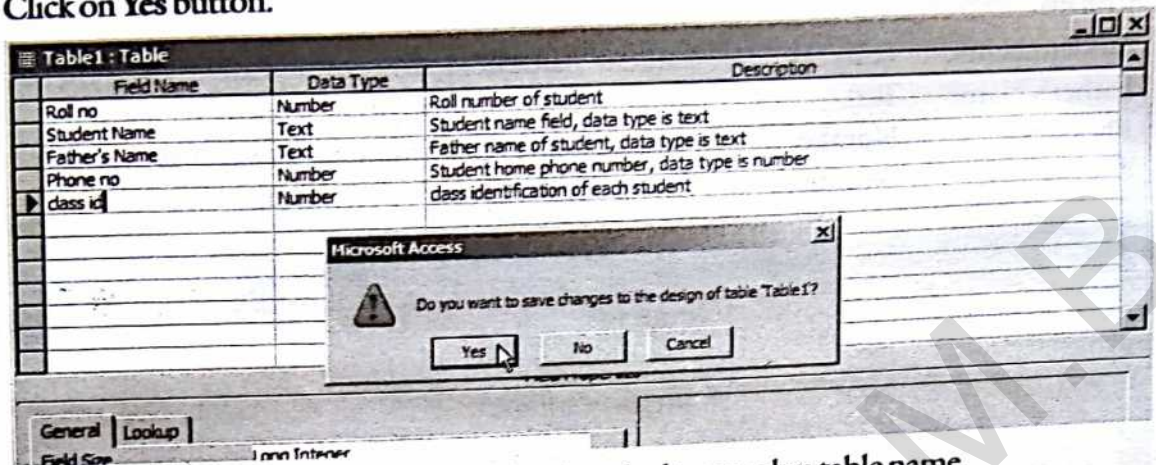 Click on Yes button.
Table1 : Table
Field Name Data Type Description
Roll no Number Roll number of student
Student Name Text Student name field, data type is text
Father's Name Text Father name of student, data type is text
Phone no Number Student home phone number, data type is number
class id Number class identification of each student
Microsoft Access
Do you want to save changes to the design of table 'Table1'?
Yes No Cancel
General Lookup
Field Size Long Integer
table name
M.B